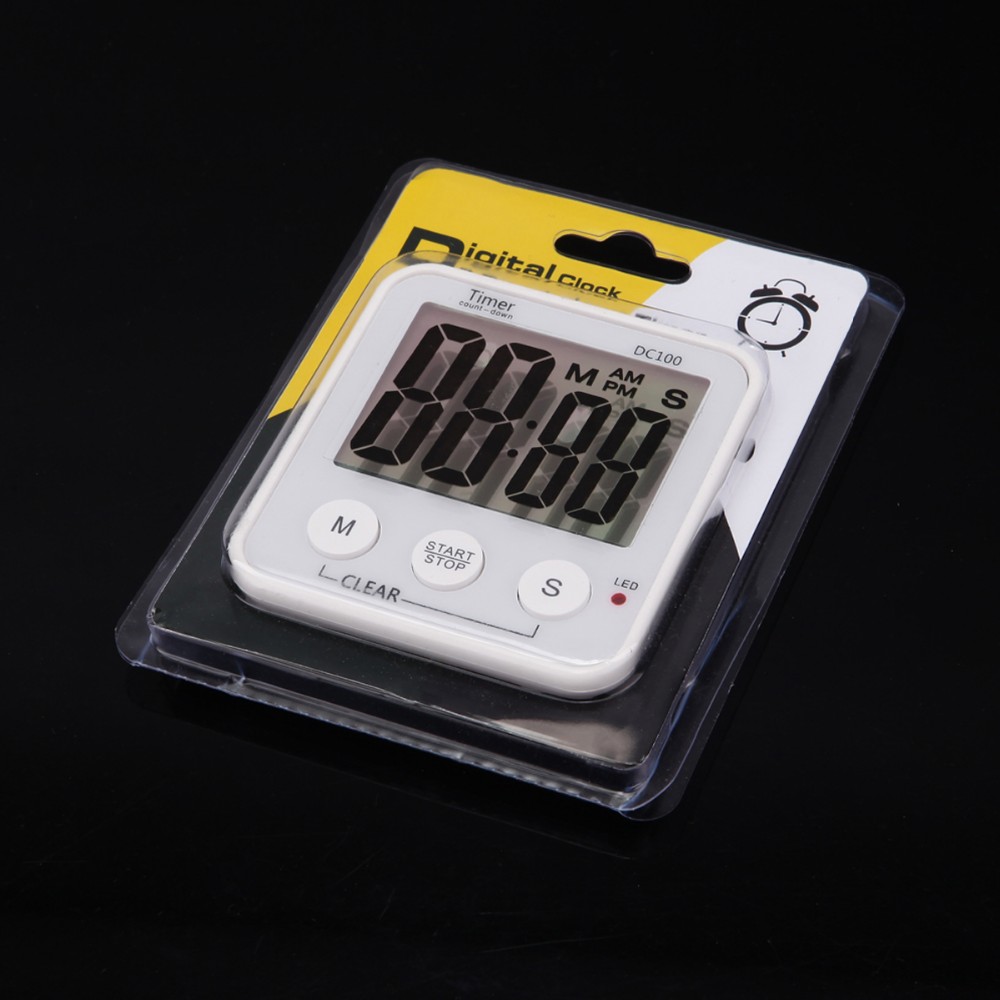 Digital Clock
Timer
count-down
DC100
M AM S
PM
88:88
M
START
STOP
S
LED
CLEAR